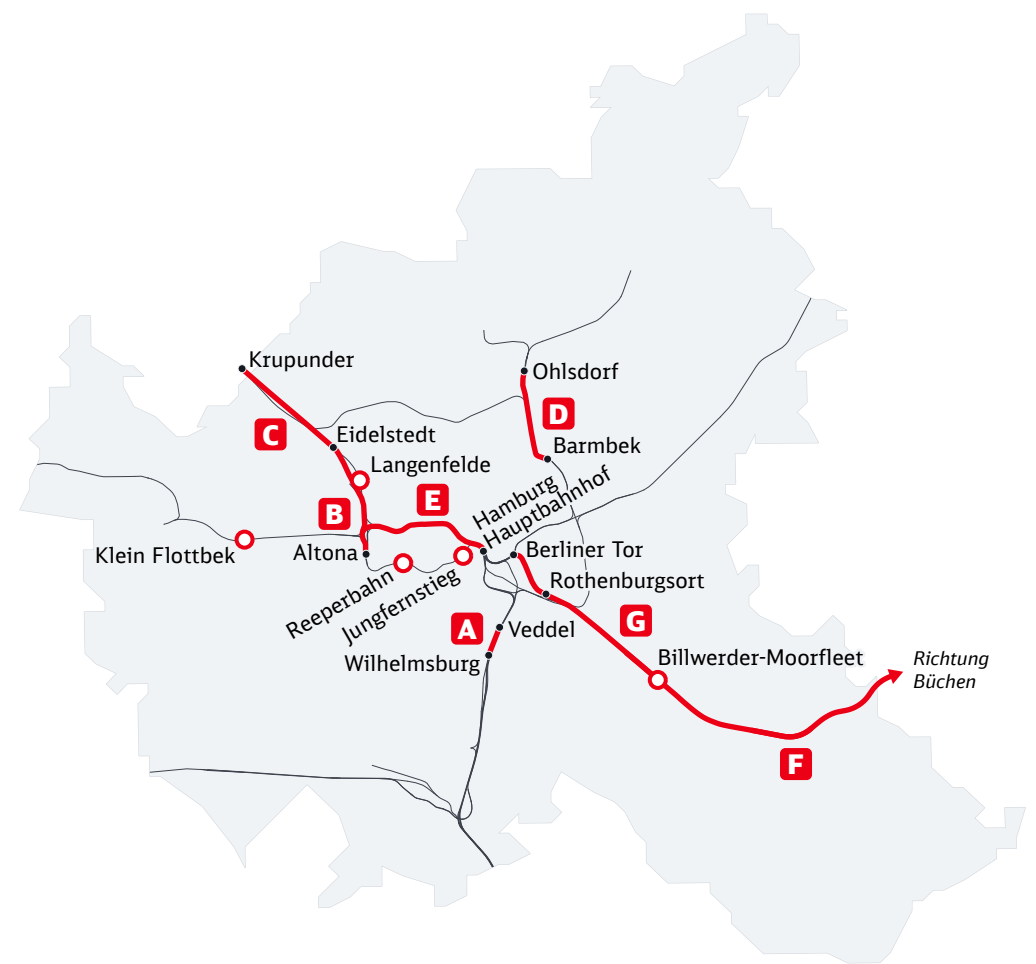 Krupunder
Ohlsdorf
D
C
Eidelstedt
Barmbek
Langenfelde
E
Hamburg
Hauptbahnhof
B
Klein Flottbek
Altona
Berliner Tor
Reeperbahn
Jungfernstieg
Rothenburgsort
G
A
Veddel
Wilhelmsburg
Billwerder-Moorfleet
Richtung
Büchen
F